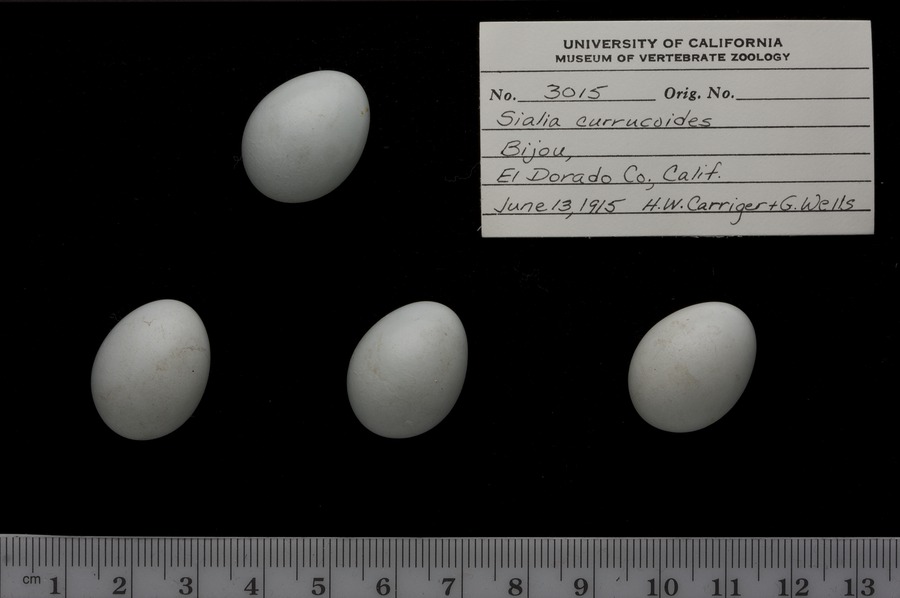 UNIVERSITY OF CALIFORNIA
MUSEUM OF VERTEBRATE ZOOLOGY
No. 3015 Orig. No.
Sialia currucoides
Bijou,
El Dorado Co., Calif.
June 13, 1915 H.W. Carriger + G. Wells
cm 1 2 3 4 5 6 7 8 9 10 11 12 13